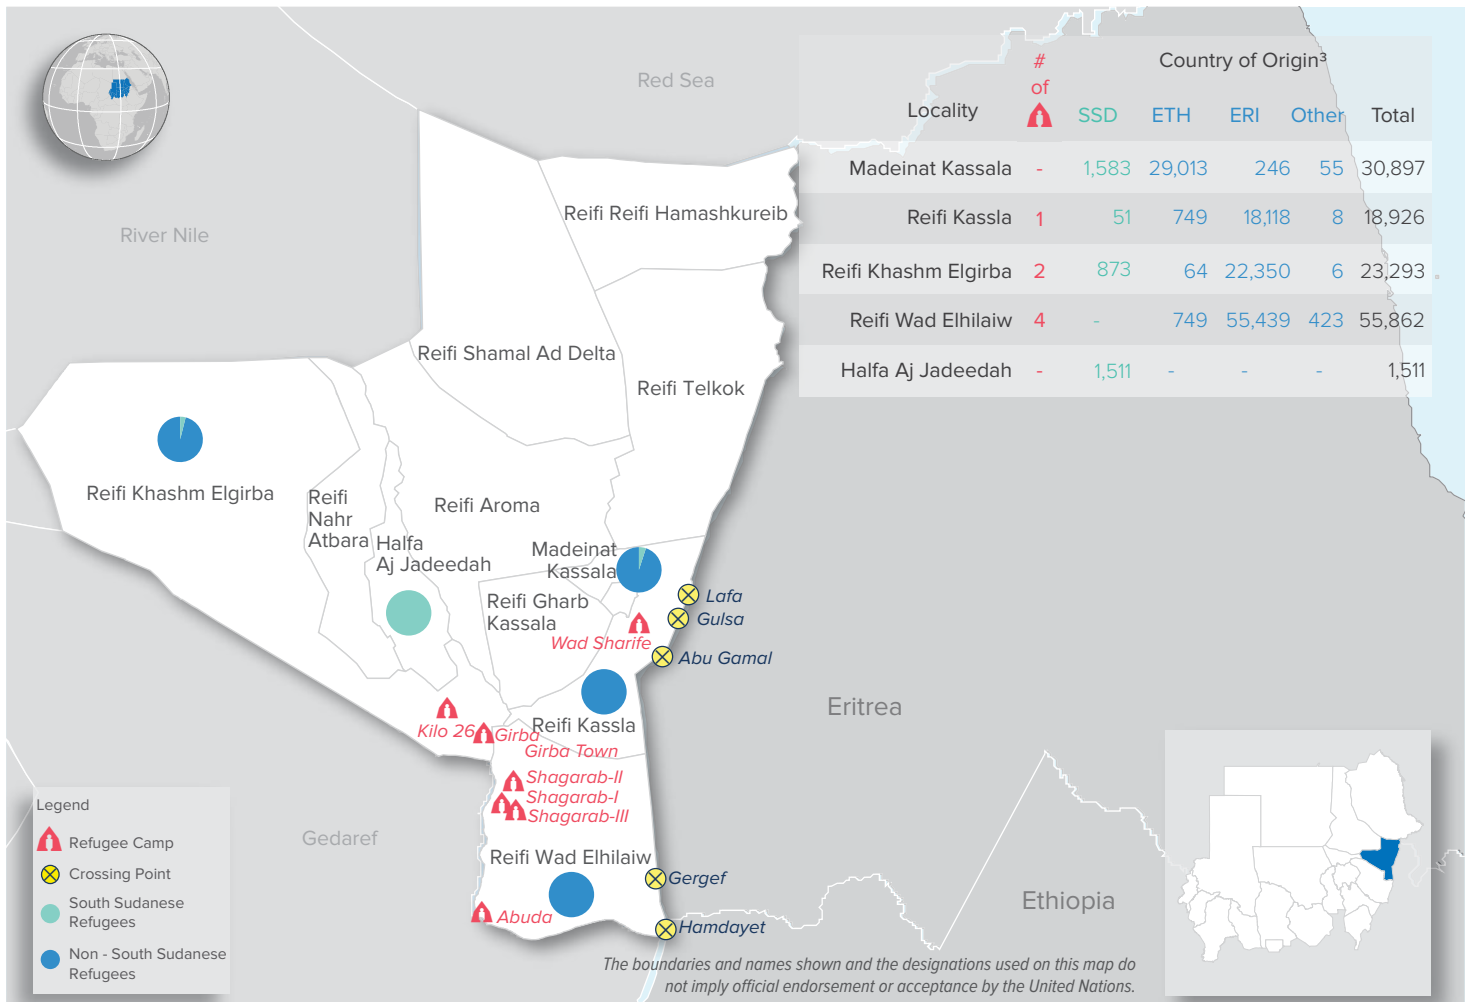 Red Sea
River Nile
# of
Country of Origin³
Locality SSD ETH ERI Other Total
Madeinat Kassala - 1,583 29,013 246 55 30,897
Reifi Kassla 1 51 749 18,118 8 18,926
Reifi Khashm Elgirba 2 873 64 22,350 6 23,293
Reifi Wad Elhilaiw 4 - 749 55,439 423 55,862
Halfa Aj Jadeedah - 1,511 - - - 1,511
Reifi Reifi Hamashkureib
Reifi Shamal Ad Delta
Reifi Telkok
Reifi Khashm Elgirba
Reifi
Nahr
Atbara
Reifi Aroma
Halfa
Aj Jadeedah
Madeinat
Kassala
Reifi Gharb
Kassala
Lafa
Gulsa
Wad Sharife
Abu Gamal
Eritrea
Kilo 26
Girba
Reifi Kassla
Girba Town
Shagarab-II
Shagarab-I
Shagarab-III
Gedaref
Reifi Wad Elhilaiw
Gergef
Abuda
Hamdayet
Ethiopia
Legend
Refugee Camp
Crossing Point
South Sudanese
Refugees
Non - South Sudanese
Refugees
The boundaries and names shown and the designations used on this map do
not imply official endorsement or acceptance by the United Nations.